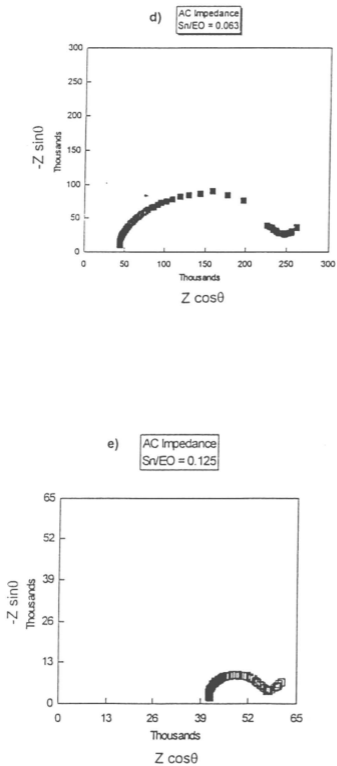 d)
AC Impedance
Sn/EO = 0.063
300
250
200
150
100
50
0
-Z sinθ
Thousands
0 50 100 150 200 250 300
Thousands
Z cosθ
e)
AC Impedance
Sn/EO = 0.125
65
52
39
26
13
0
-Z sinθ
Thousands
0 13 26 39 52 65
Thousands
Z cosθ